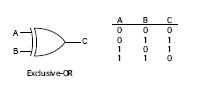 A
B
C
Exclusive-OR
A B C
0 0 0
0 1 1
1 0 1
1 1 0